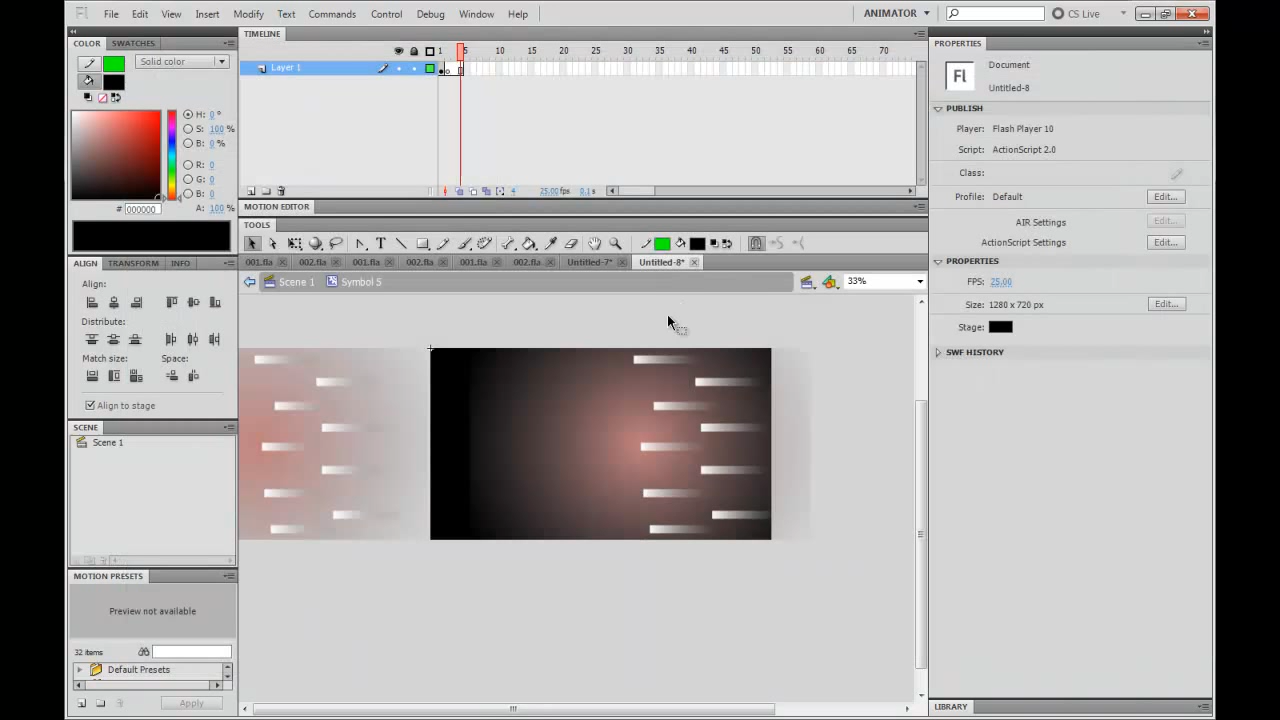 Fl File Edit View Insert Modify Text Commands Control Debug Window Help ANIMATOR CS Live
COLOR SWATCHES
Solid color
H: 0 °
S: 100 %
B: 0 %
R: 0
G: 0
B: 0
# 000000 A: 100 %
ALIGN TRANSFORM INFO
Align:
Distribute:
Match size: Space:
Align to stage
SCENE
Scene 1
MOTION PRESETS
Preview not available
32 items
Default Presets
Apply
TIMELINE
1 5 10 15 20 25 30 35 40 45 50 55 60 65 70
Layer 1
4 25.00fps 0.1s
MOTION EDITOR
TOOLS
T
001.fla 002.fla 001.fla 002.fla 001.fla 002.fla Untitled-7* Untitled-8*
Scene 1 Symbol 5 33%
PROPERTIES
Fl Document
Untitled-8
PUBLISH
Player: Flash Player 10
Script: ActionScript 2.0
Class:
Profile: Default Edit...
AIR Settings Edit...
ActionScript Settings Edit...
PROPERTIES
FPS: 25.00
Size: 1280 x 720 px Edit...
Stage:
SWF HISTORY
LIBRARY